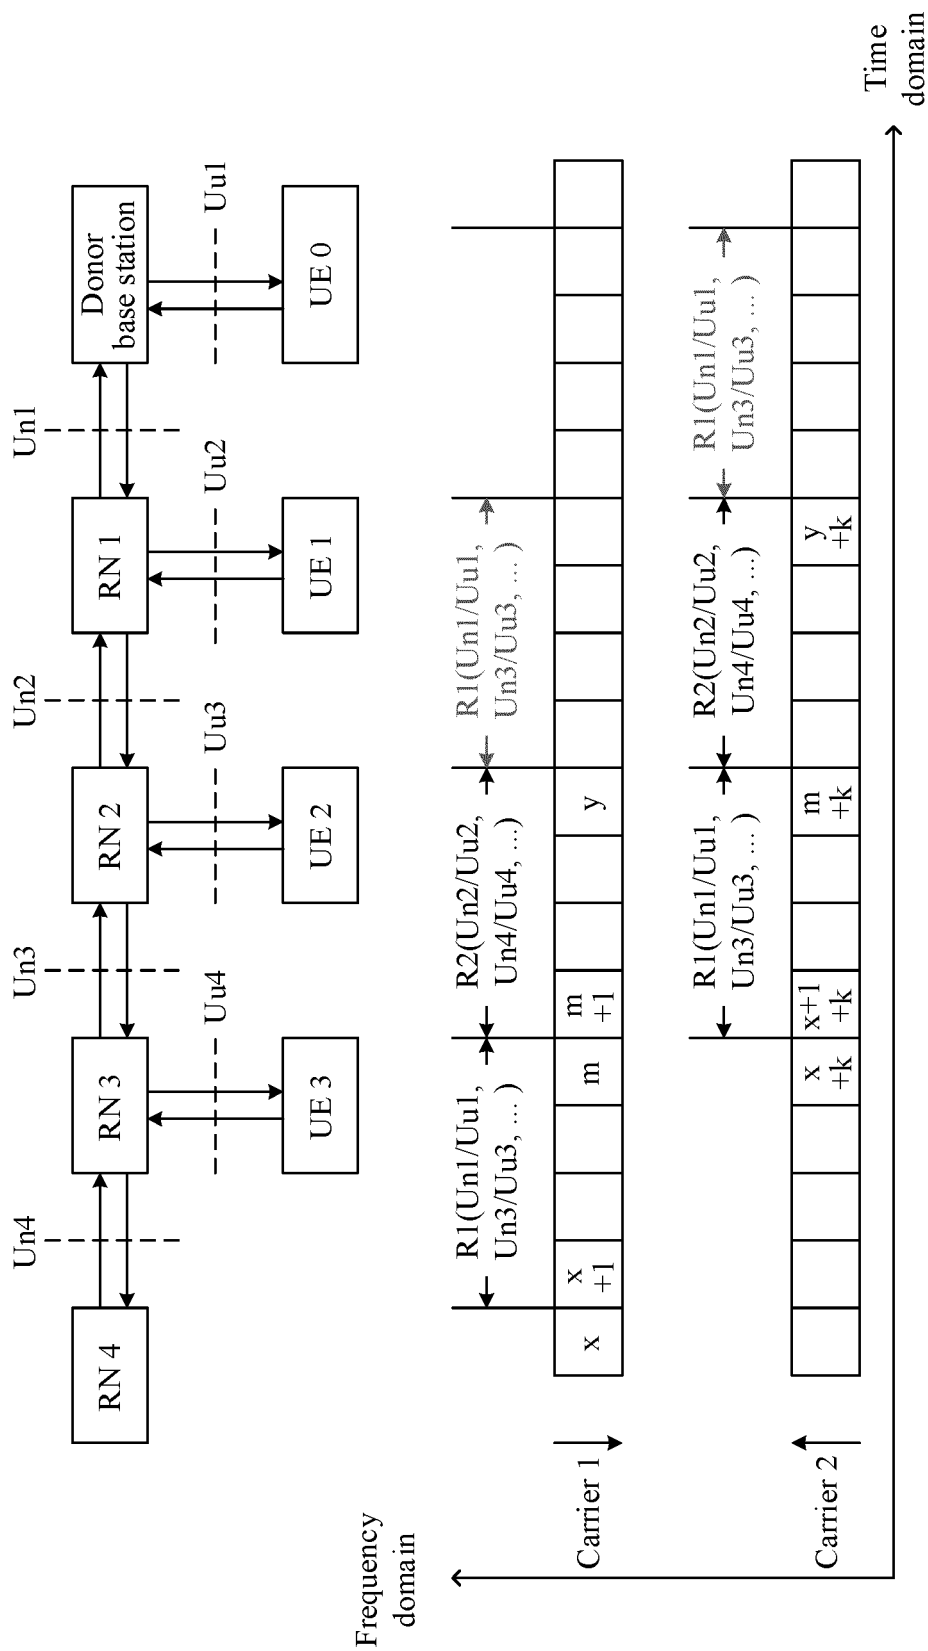 Un4
Un3
Un2
Un1
RN 4
RN 3
RN 2
RN 1
Donor
base station
Uu4
Uu3
Uu2
Uu1
UE 3
UE 2
UE 1
UE 0
Frequency
domain
R1(Un1/Uu1,
Un3/Uu3, ... )
R2(Un2/Uu2,
Un4/Uu4, ...)
R1(Un1/Uu1,
Un3/Uu3, ... )
Carrier 1
x
x
+1
m
m
+1
y
R1(Un1/Uu1,
Un3/Uu3, ...)
R2(Un2/Uu2,
Un4/Uu4, ...)
R1(Un1/Uu1,
Un3/Uu3, ... )
Carrier 2
x
+k
x+1
+k
m
+k
y
+k
Time
domain